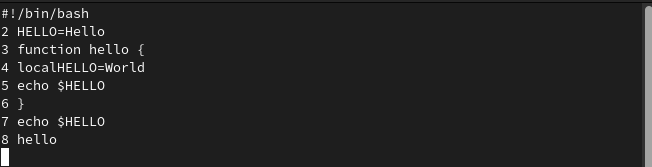 #!/bin/bash
2 HELLO=Hello
3 function hello {
4 localHELLO=World
5 echo $HELLO
6 }
7 echo $HELLO
8 hello